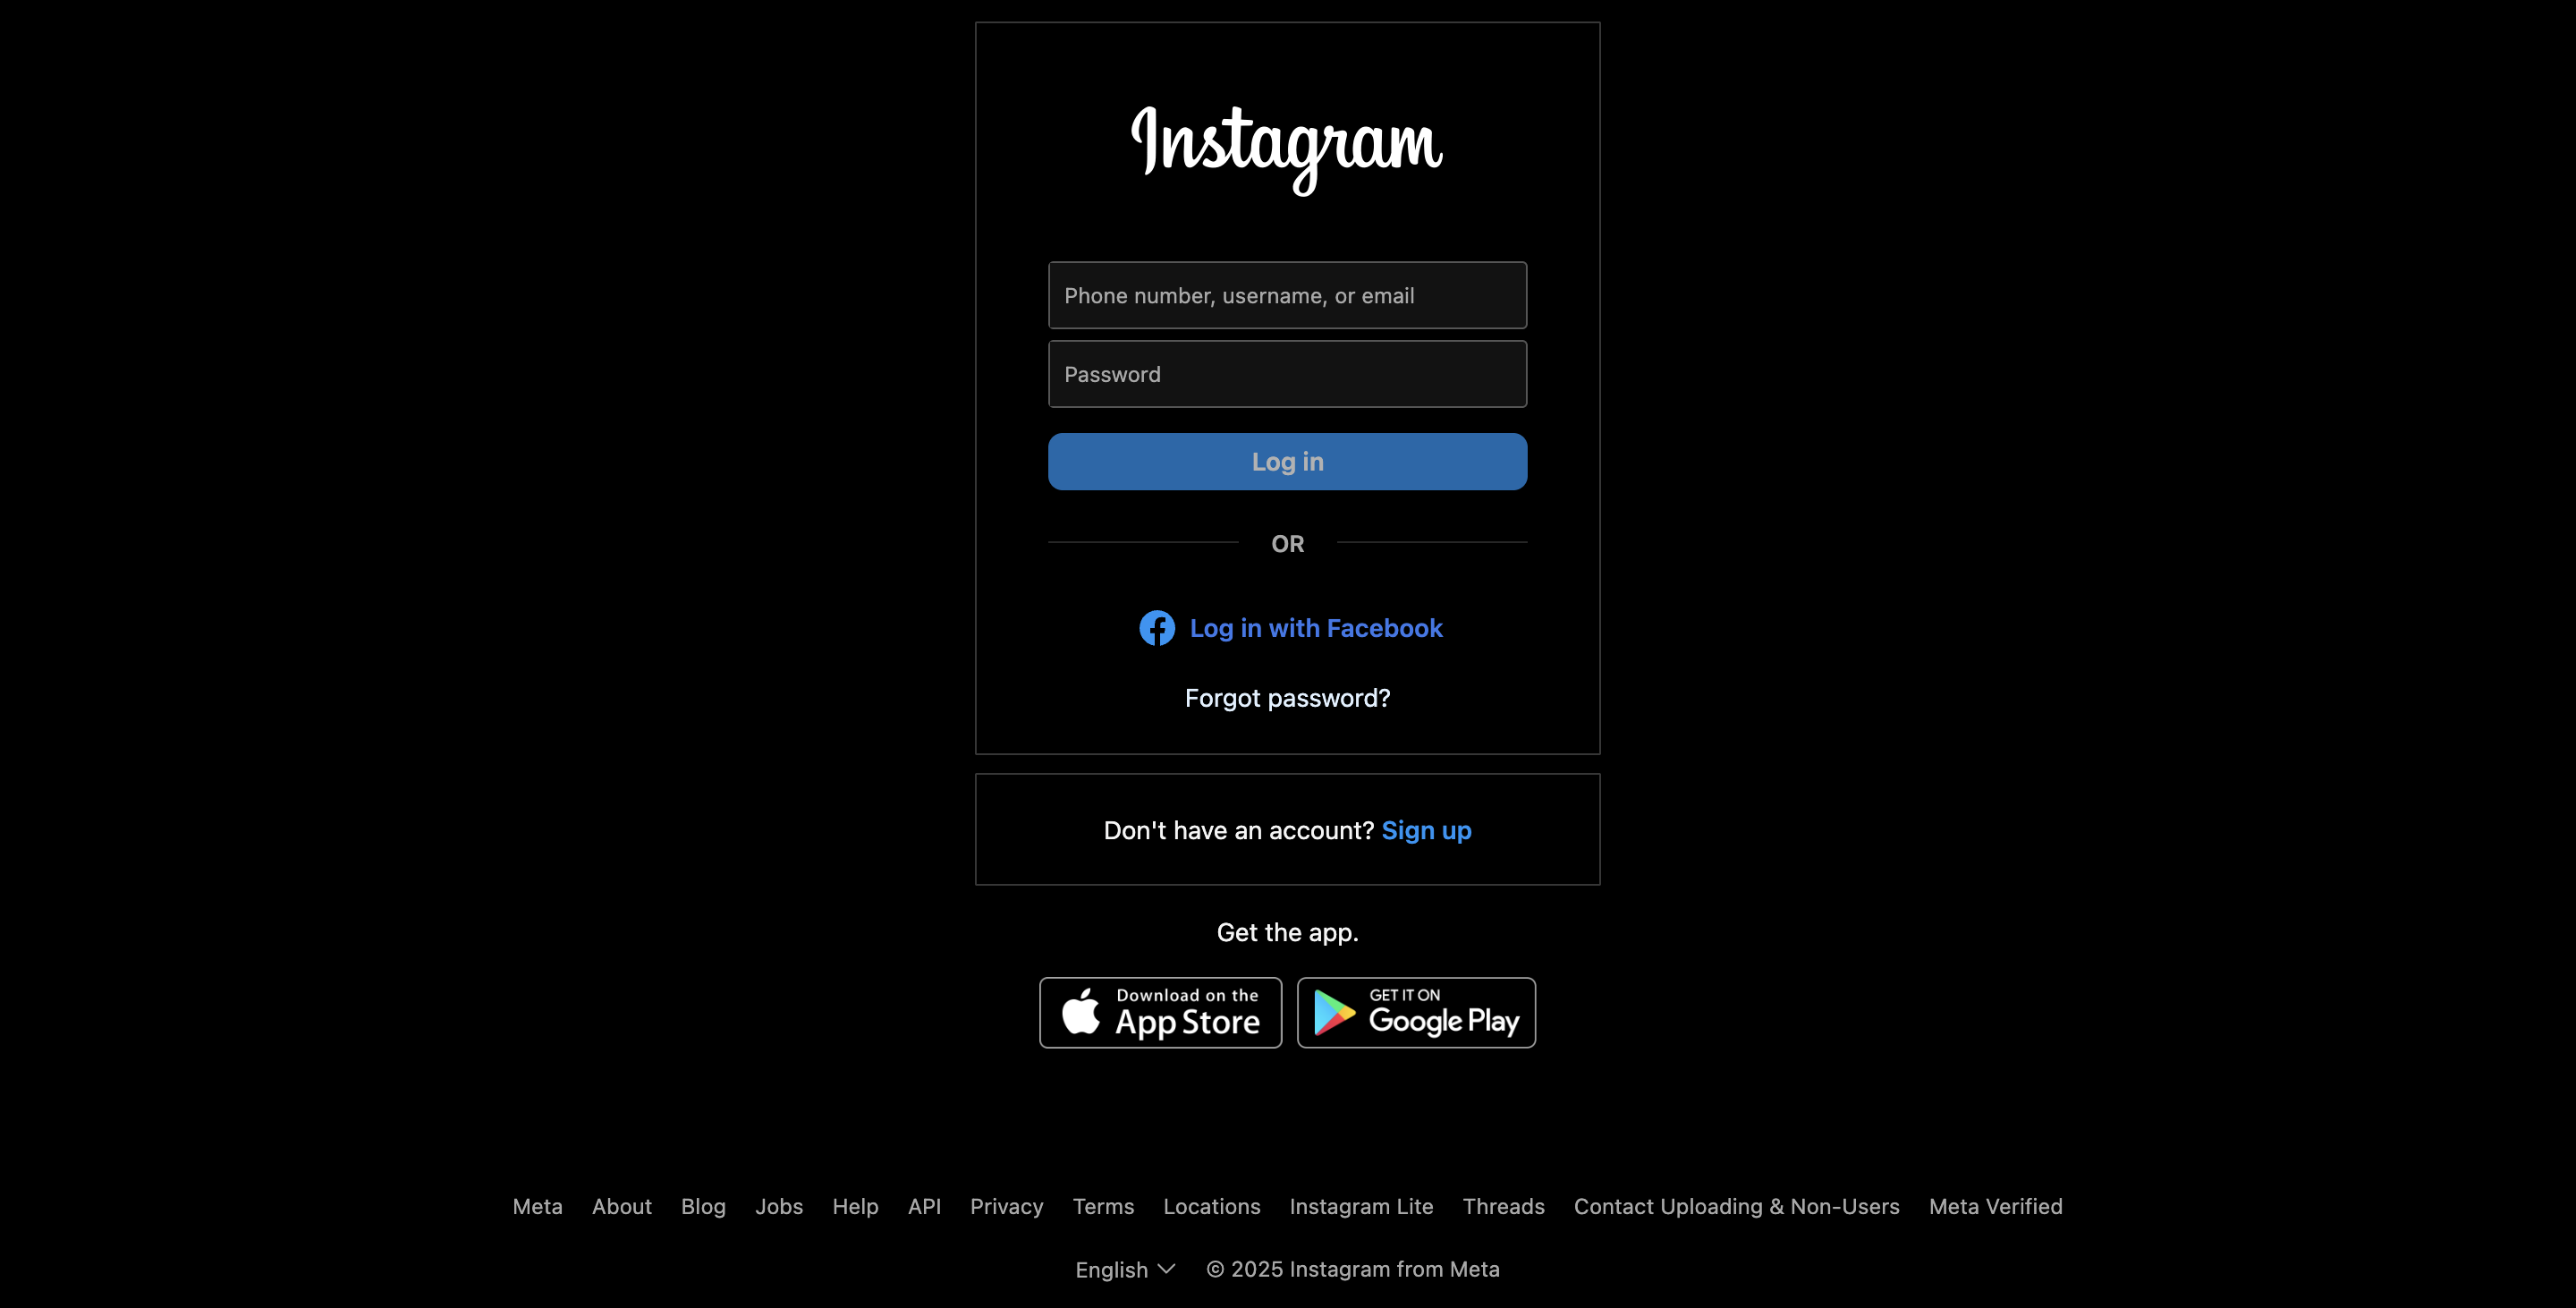 Instagram
Phone number, username, or email
Password
Log in
OR
Log in with Facebook
Forgot password?
Don't have an account? Sign up
Get the app.
Download on the
App Store
GET IT ON
Google Play
Meta About Blog Jobs Help API Privacy Terms Locations Instagram Lite Threads Contact Uploading & Non-Users Meta Verified
English © 2025 Instagram from Meta